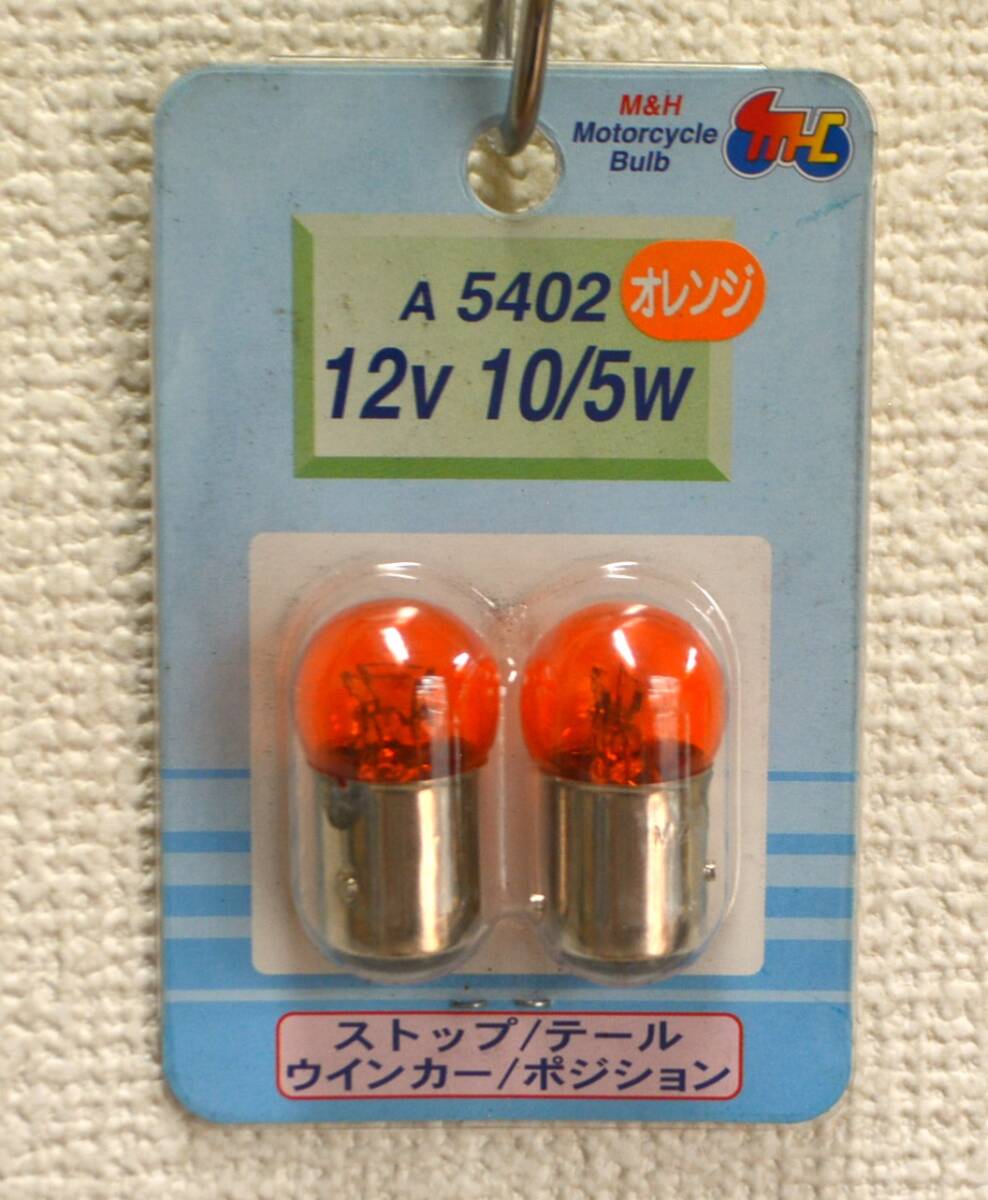 M&H
Motorcycle
Bulb
MHC
A 5402 オレンジ
12v 10/5w
ストップ/テール
ウインカー/ポジション